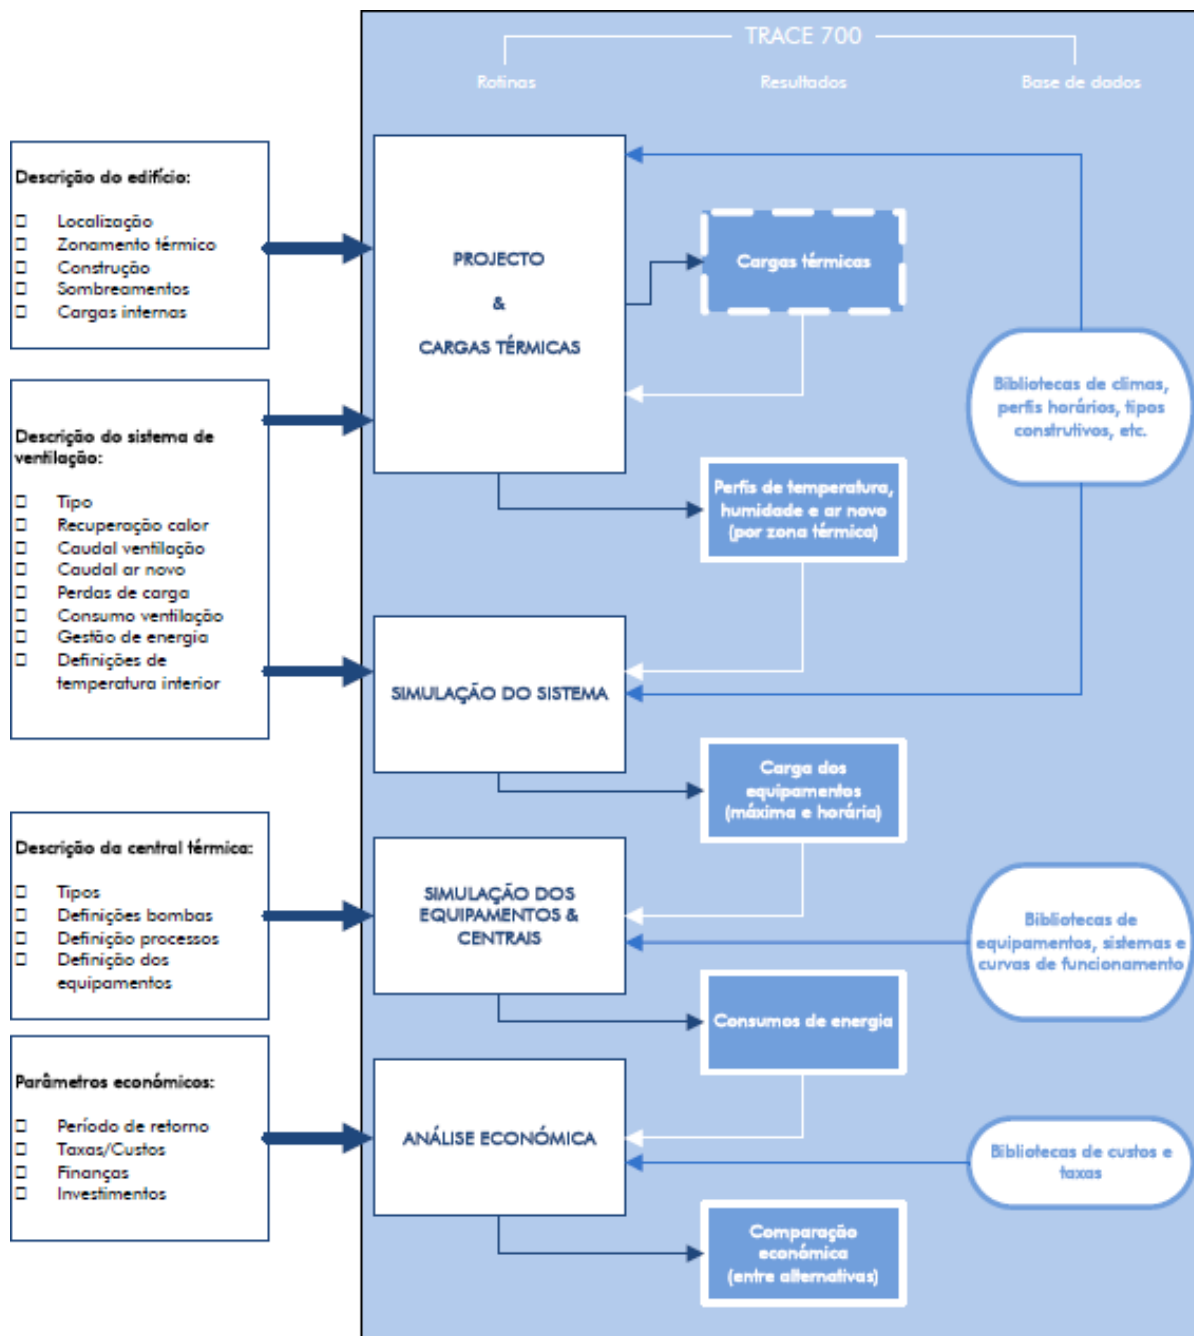 TRACE 700
Rotinas
Resultados
Base de dados
Descrição do edifício:
Localização
Zonamento térmico
Construção
Sombreamentos
Cargas internas
PROJECTO
&
CARGAS TÉRMICAS
Cargas térmicas
Bibliotecas de climas,
perfis horários, tipos
construtivos, etc.
Descrição do sistema de
ventilação:
Tipo
Recuperação calor
Caudal ventilação
Caudal ar novo
Perdas de carga
Consumo ventilação
Gestão de energia
Definições de
temperatura interior
Perfis de temperatura,
humidade e ar novo
(por zona térmica)
SIMULAÇÃO DO SISTEMA
Carga dos
equipamentos
(máxima e horária)
Descrição da central térmica:
Tipos
Definições bombas
Definição processos
Definição dos
equipamentos
SIMULAÇÃO DOS
EQUIPAMENTOS &
CENTRAIS
Bibliotecas de
equipamentos, sistemas e
curvas de funcionamento
Consumos de energia
Parâmetros económicos:
Período de retorno
Taxas/Custos
Finanças
Investimentos
ANÁLISE ECONÓMICA
Bibliotecas de custos e
taxas
Comparação
económica
(entre alternativas)